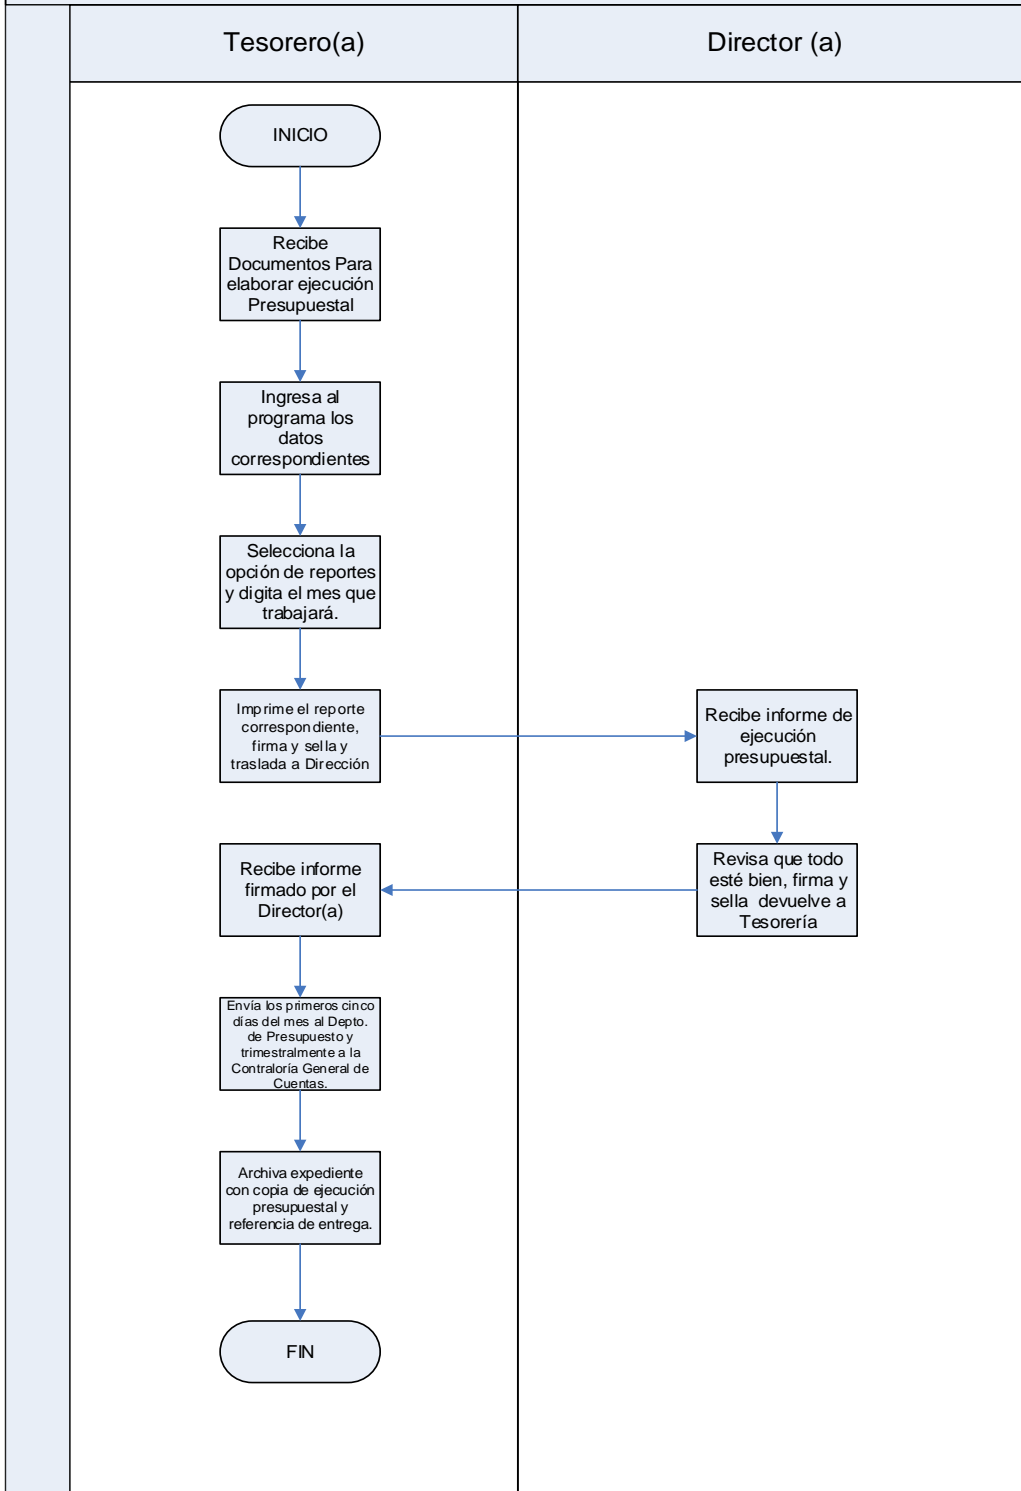 Tesorero(a)
Director (a)
INICIO
Recibe
Documentos Para
elaborar ejecución
Presupuestal
Ingresa al
programa los
datos
correspondientes
Selecciona la
opción de reportes
y digita el mes que
trabajará.
Imprime el reporte
correspondiente,
firma y sella y
traslada a Dirección
Recibe informe de
ejecución
presupuestal.
Revisa que todo
esté bien, firma y
sella devuelve a
Tesorería
Recibe informe
firmado por el
Director(a)
Envía los primeros cinco
días del mes al Depto.
de Presupuesto y
trimestralmente a la
Contraloría General de
Cuentas.
Archiva expediente
con copia de ejecución
presupuestal y
referencia de entrega.
FIN